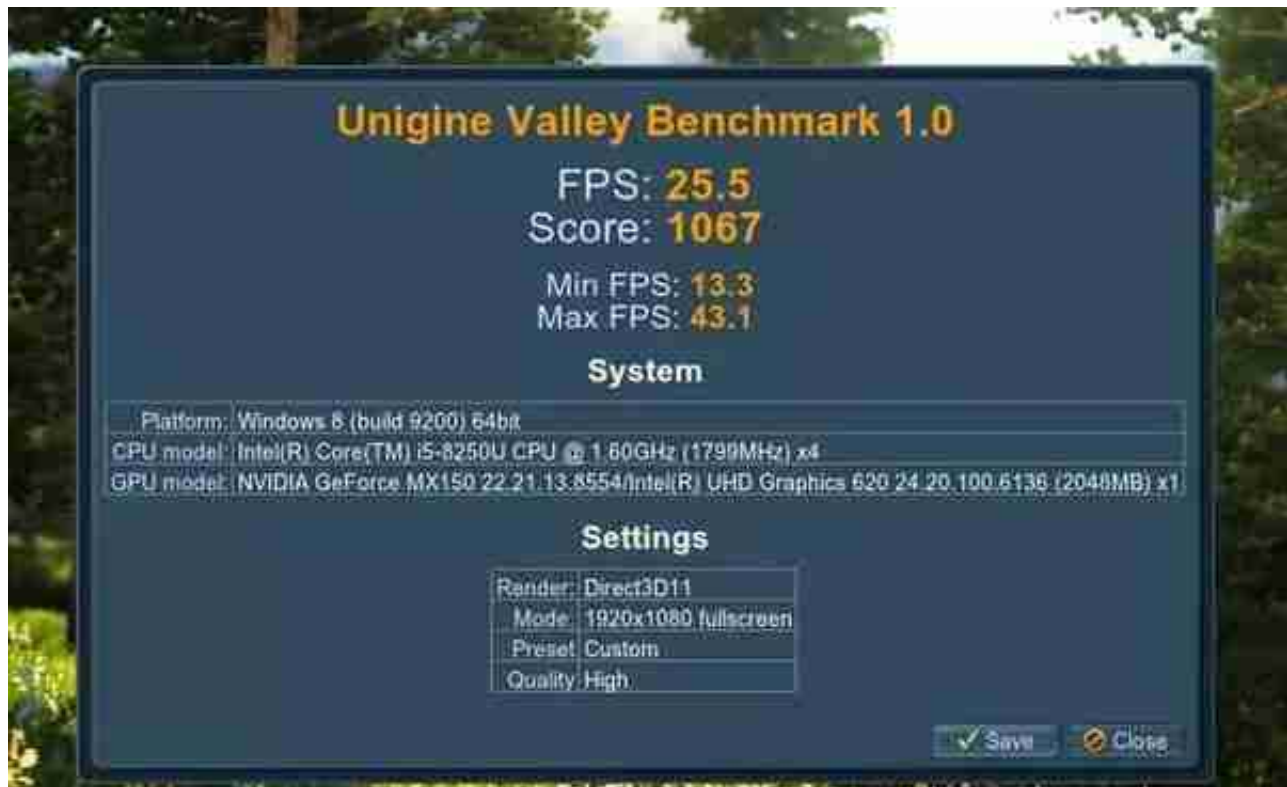 Unigine Valley Benchmark 1.0
FPS: 25.5
Score: 1067
Min FPS: 13.3
Max FPS: 43.1
System
Platform: Windows 8 (build 9200) 64bit
CPU model: Intel(R) Core(TM) i5-8250U CPU @ 1.60GHz (1799MHz) x4
GPU model: NVIDIA GeForce MX150 22.21.13.8554/Intel(R) UHD Graphics 620 24.20.100.6136 (2048MB) x1
Settings
Render: Direct3D11
Mode: 1920x1080 fullscreen
Preset Custom
Quality High
Save Close